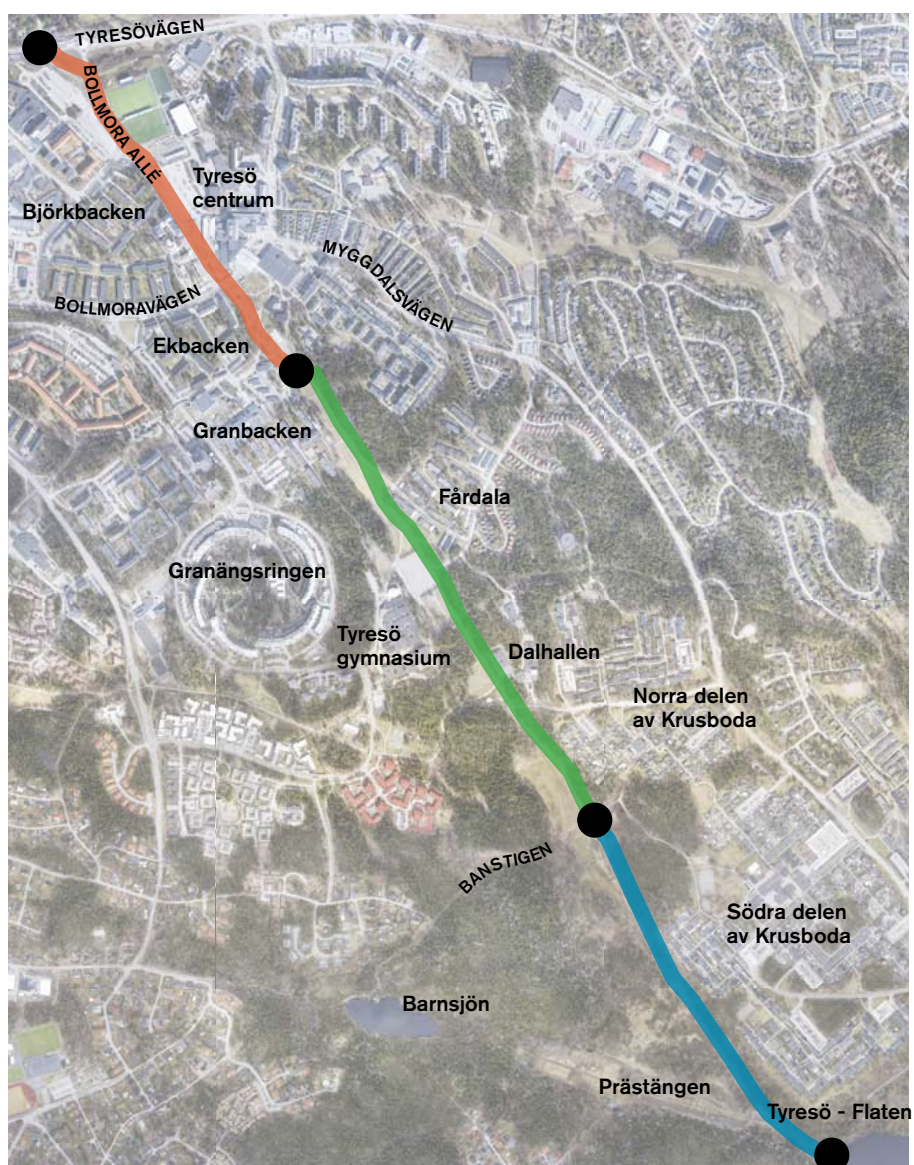 TYRESÖVÄGEN
BOLLMORA ALLÉ
Tyresö
centrum
Björkbacken
MYGGDALSVÄGEN
BOLLMORAVÄGEN
Ekbacken
Granbacken
Fårdala
Granängsringen
Tyresö
gymnasium
Dalhallen
Norra delen
av Krusboda
BANSTIGEN
Södra delen
av Krusboda
Barnsjön
Prästängen
Tyresö - Flaten